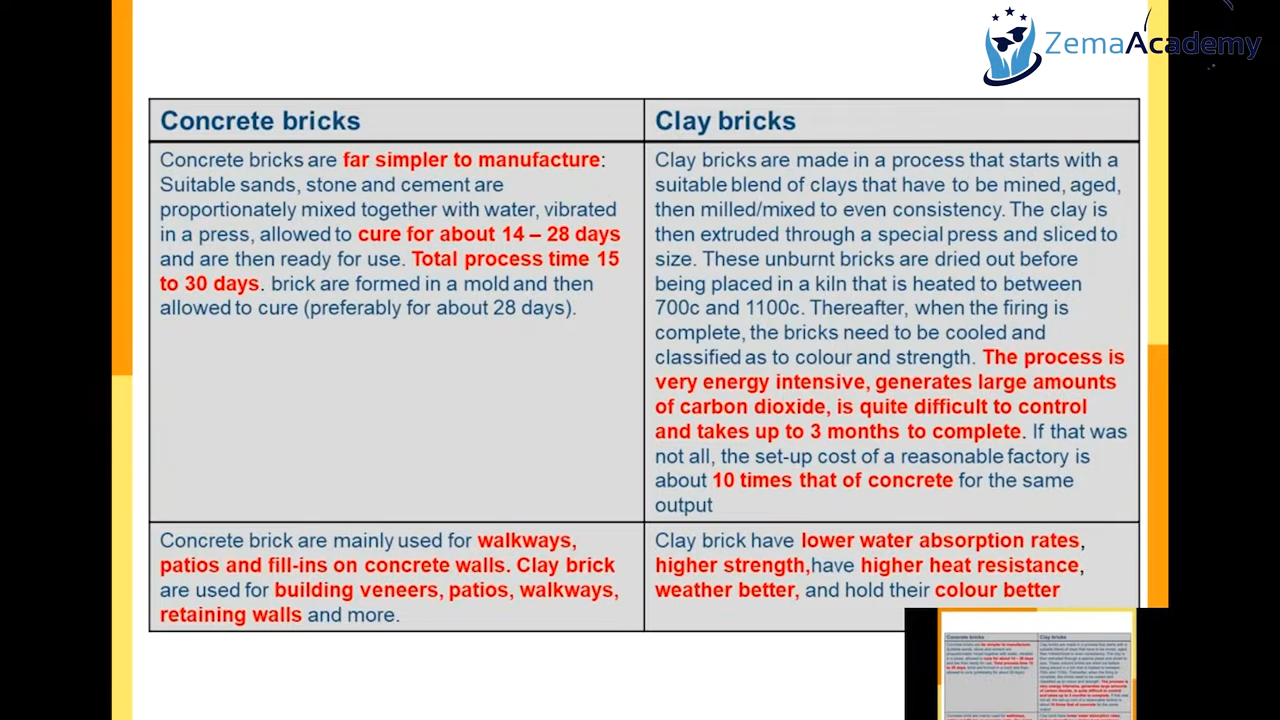 ZemaAcademy
Concrete bricks
Concrete bricks are far simpler to manufacture:
Suitable sands, stone and cement are
proportionately mixed together with water, vibrated
in a press, allowed to cure for about 14 – 28 days
and are then ready for use. Total process time 15
to 30 days. brick are formed in a mold and then
allowed to cure (preferably for about 28 days).
Clay bricks
Clay bricks are made in a process that starts with a
suitable blend of clays that have to be mined, aged,
then milled/mixed to even consistency. The clay is
then extruded through a special press and sliced to
size. These unburnt bricks are dried out before
being placed in a kiln that is heated to between
700c and 1100c. Thereafter, when the firing is
complete, the bricks need to be cooled and
classified as to colour and strength. The process is
very energy intensive, generates large amounts
of carbon dioxide, is quite difficult to control
and takes up to 3 months to complete. If that was
not all, the set-up cost of a reasonable factory is
about 10 times that of concrete for the same
output
Concrete brick are mainly used for walkways,
patios and fill-ins on concrete walls. Clay brick
are used for building veneers, patios, walkways,
retaining walls and more.
Clay brick have lower water absorption rates,
higher strength,have higher heat resistance,
weather better, and hold their colour better
Concrete bricks
Clay bricks